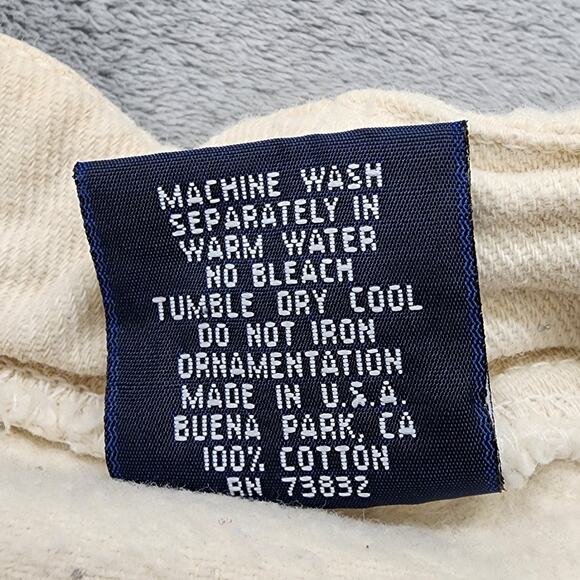 MACHINE WASH
SEPARATELY IN
WARM WATER
NO BLEACH
TUMBLE DRY COOL
DO NOT IRON
ORNAMENTATION
MADE IN U.S.A.
BUENA PARK, CA
100% COTTON
RN 73832